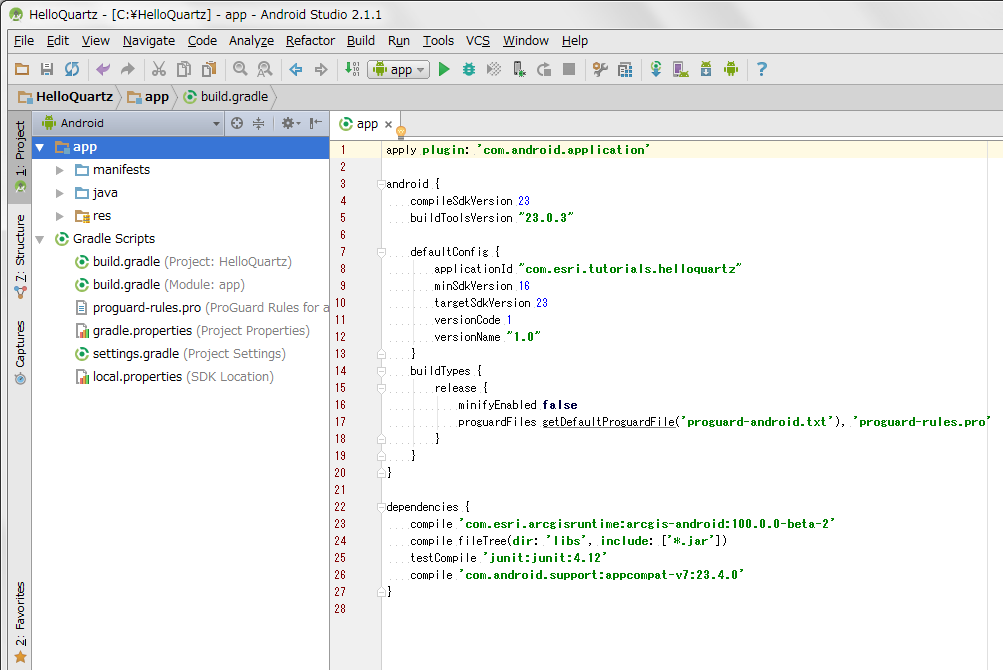 HelloQuartz - [C:¥HelloQuartz] - app - Android Studio 2.1.1
File Edit View Navigate Code Analyze Refactor Build Run Tools VCS Window Help
app
HelloQuartz app build.gradle
Android
app
1: Project
7: Structure
Captures
2: Favorites
app
manifests
java
res
Gradle Scripts
build.gradle (Project: HelloQuartz)
build.gradle (Module: app)
proguard-rules.pro (ProGuard Rules for a
gradle.properties (Project Properties)
settings.gradle (Project Settings)
local.properties (SDK Location)
1 apply plugin: 'com.android.application'
2
3 android {
4 compileSdkVersion 23
5 buildToolsVersion "23.0.3"
6
7 defaultConfig {
8 applicationId "com.esri.tutorials.helloquartz"
9 minSdkVersion 16
10 targetSdkVersion 23
11 versionCode 1
12 versionName "1.0"
13 }
14 buildTypes {
15 release {
16 minifyEnabled false
17 proguardFiles getDefaultProguardFile('proguard-android.txt'), 'proguard-rules.pro'
18 }
19 }
20 }
21
22 dependencies {
23 compile 'com.esri.arcgisruntime:arcgis-android:100.0.0-beta-2'
24 compile fileTree(dir: 'libs', include: ['*.jar'])
25 testCompile 'junit:junit:4.12'
26 compile 'com.android.support:appcompat-v7:23.4.0'
27 }
28